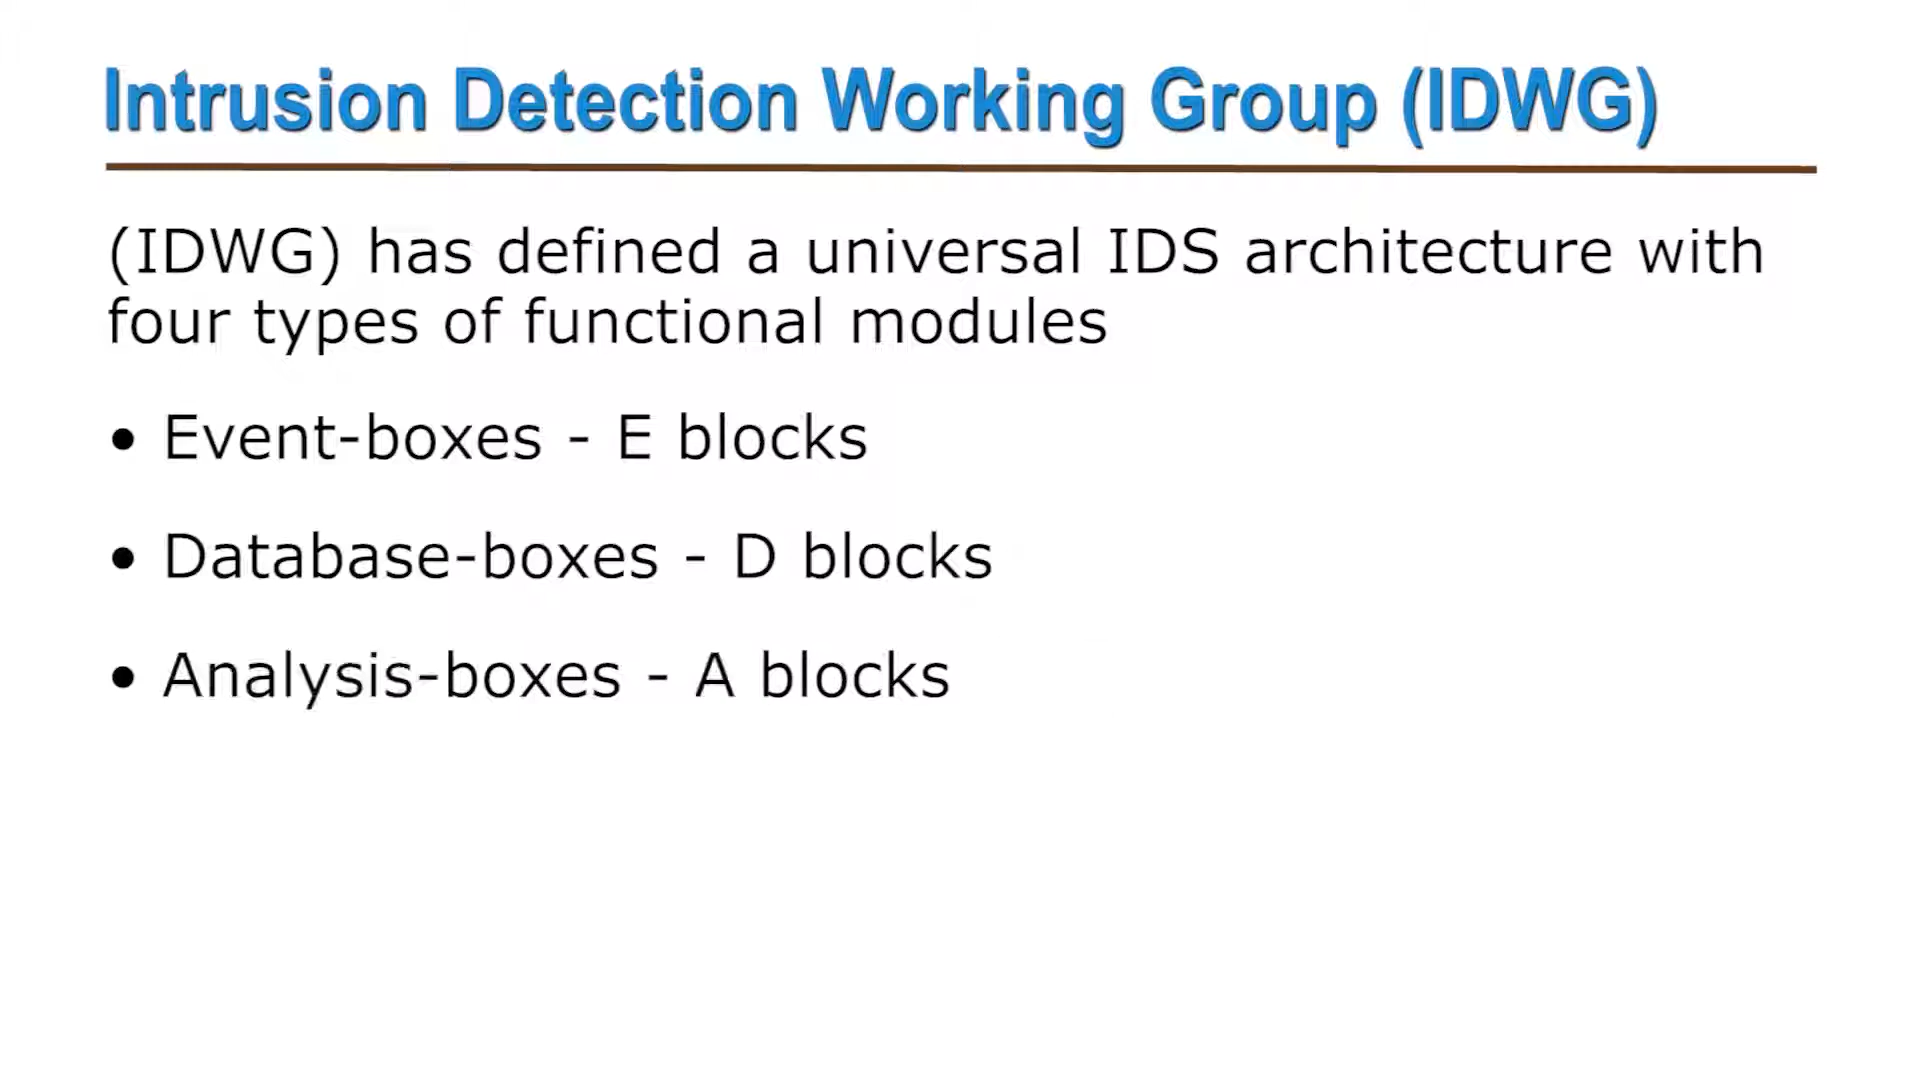 Intrusion Detection Working Group (IDWG)
(IDWG) has defined a universal IDS architecture with
four types of functional modules
• Event-boxes - E blocks
• Database-boxes - D blocks
• Analysis-boxes - A blocks